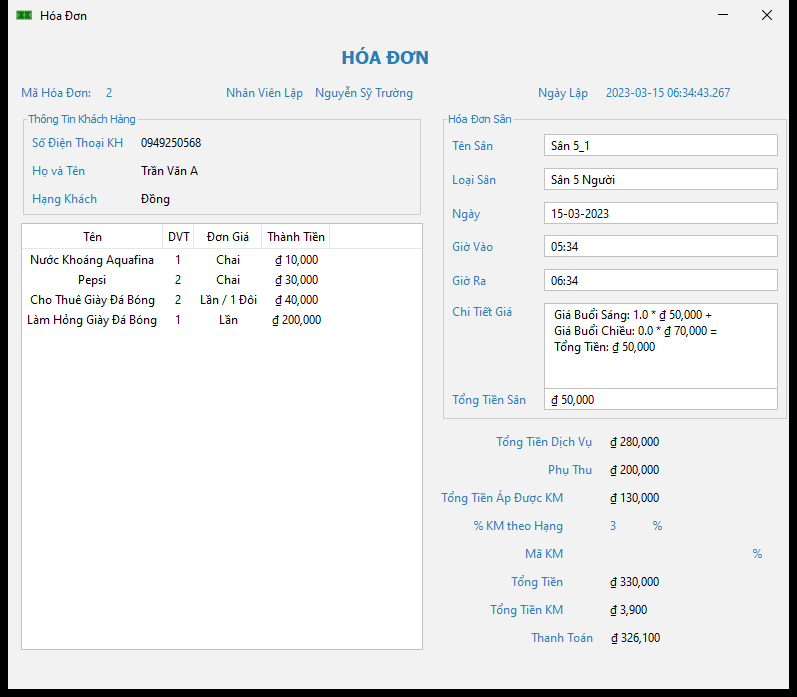 Hóa Đơn
HÓA ĐƠN
Mã Hóa Đơn: 2 Nhân Viên Lập Nguyễn Sỹ Trường Ngày Lập 2023-03-15 06:34:43.267
Thông Tin Khách Hàng
Số Điện Thoại KH 0949250568
Họ và Tên Trần Văn A
Hạng Khách Đồng
Tên DVT Đơn Giá Thành Tiền
Nước Khoáng Aquafina 1 Chai ₫ 10,000
Pepsi 2 Chai ₫ 30,000
Cho Thuê Giày Đá Bóng 2 Lần / 1 Đôi ₫ 40,000
Làm Hỏng Giày Đá Bóng 1 Lần ₫ 200,000
Hóa Đơn Sân
Tên Sân Sân 5_1
Loại Sân Sân 5 Người
Ngày 15-03-2023
Giờ Vào 05:34
Giờ Ra 06:34
Chi Tiết Giá Giá Buổi Sáng: 1.0 * ₫ 50,000 +
Giá Buổi Chiều: 0.0 * ₫ 70,000 =
Tổng Tiền: ₫ 50,000
Tổng Tiền Sân ₫ 50,000
Tổng Tiền Dịch Vụ ₫ 280,000
Phụ Thu ₫ 200,000
Tổng Tiền Áp Được KM ₫ 130,000
% KM theo Hạng 3 %
Mã KM %
Tổng Tiền ₫ 330,000
Tổng Tiền KM ₫ 3,900
Thanh Toán ₫ 326,100